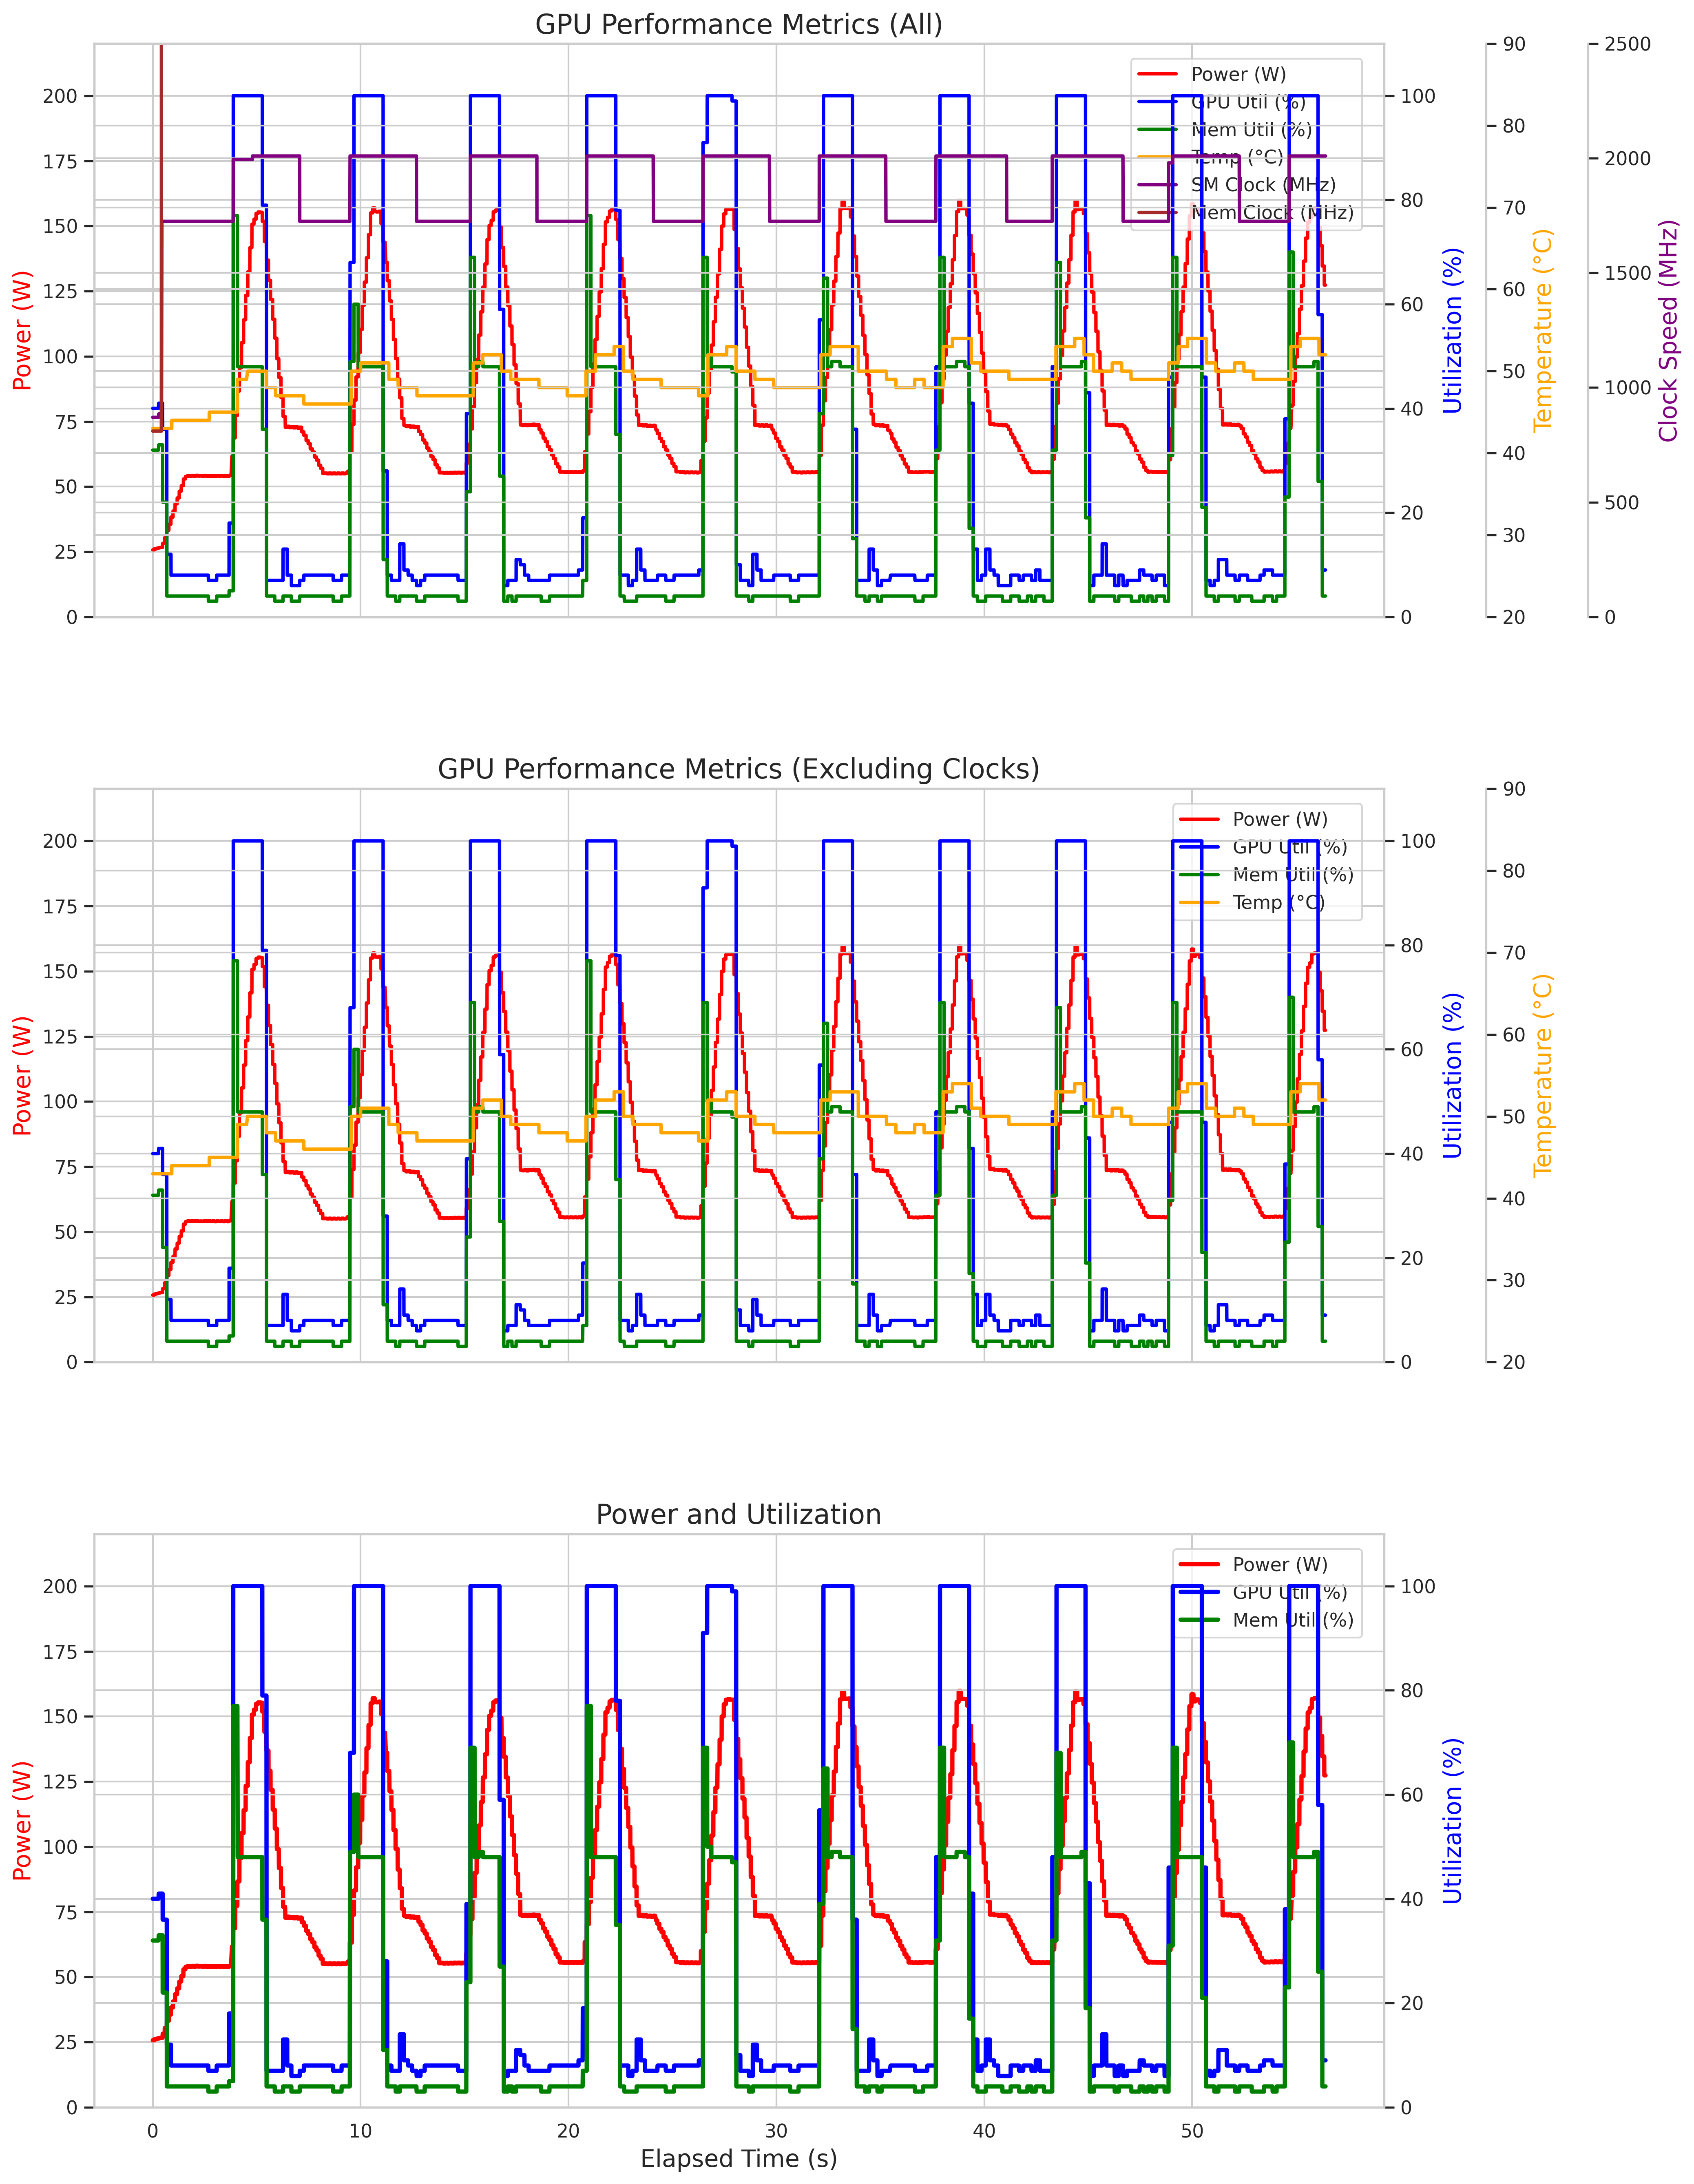 GPU Performance Metrics (All)
Power (W)
GPU Util (%)
Mem Util (%)
Temp (°C)
SM Clock (MHz)
Mem Clock (MHz)
200
175
150
125
100
75
50
25
0
Power (W)
100
80
60
40
20
0
Utilization (%)
90
80
70
60
50
40
30
20
Temperature (°C)
2500
2000
1500
1000
500
0
Clock Speed (MHz)
GPU Performance Metrics (Excluding Clocks)
Power (W)
GPU Util (%)
Mem Util (%)
Temp (°C)
200
175
150
125
100
75
50
25
0
Power (W)
100
80
60
40
20
0
Utilization (%)
90
80
70
60
50
40
30
20
Temperature (°C)
Power and Utilization
Power (W)
GPU Util (%)
Mem Util (%)
200
175
150
125
100
75
50
25
0
Power (W)
100
80
60
40
20
0
Utilization (%)
0 10 20 30 40 50
Elapsed Time (s)